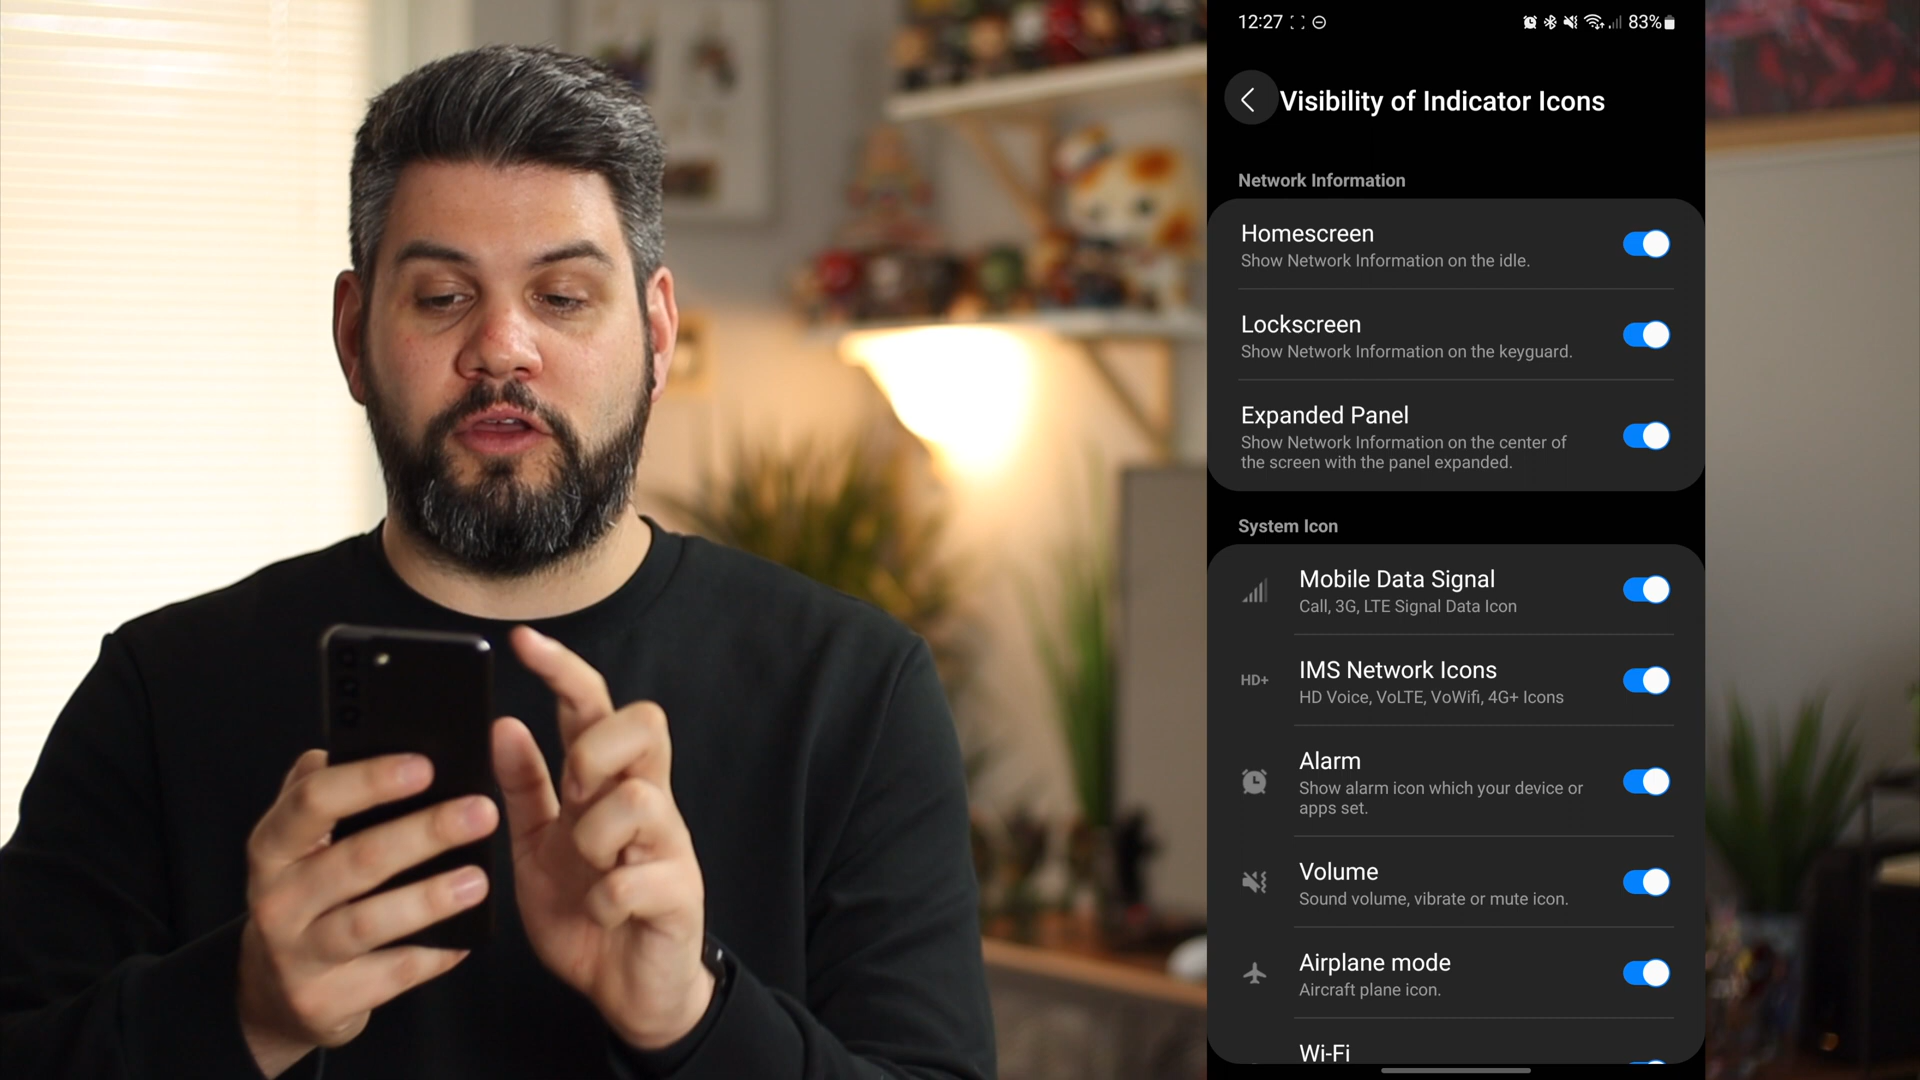 12:27
83%
Visibility of Indicator Icons
Network Information
Homescreen
Show Network Information on the idle.
Lockscreen
Show Network Information on the keyguard.
Expanded Panel
Show Network Information on the center of
the screen with the panel expanded.
System Icon
Mobile Data Signal
Call, 3G, LTE Signal Data Icon
HD+
IMS Network Icons
HD Voice, VoLTE, VoWifi, 4G+ Icons
Alarm
Show alarm icon which your device or
apps set.
Volume
Sound volume, vibrate or mute icon.
Airplane mode
Aircraft plane icon.
Wi-Fi